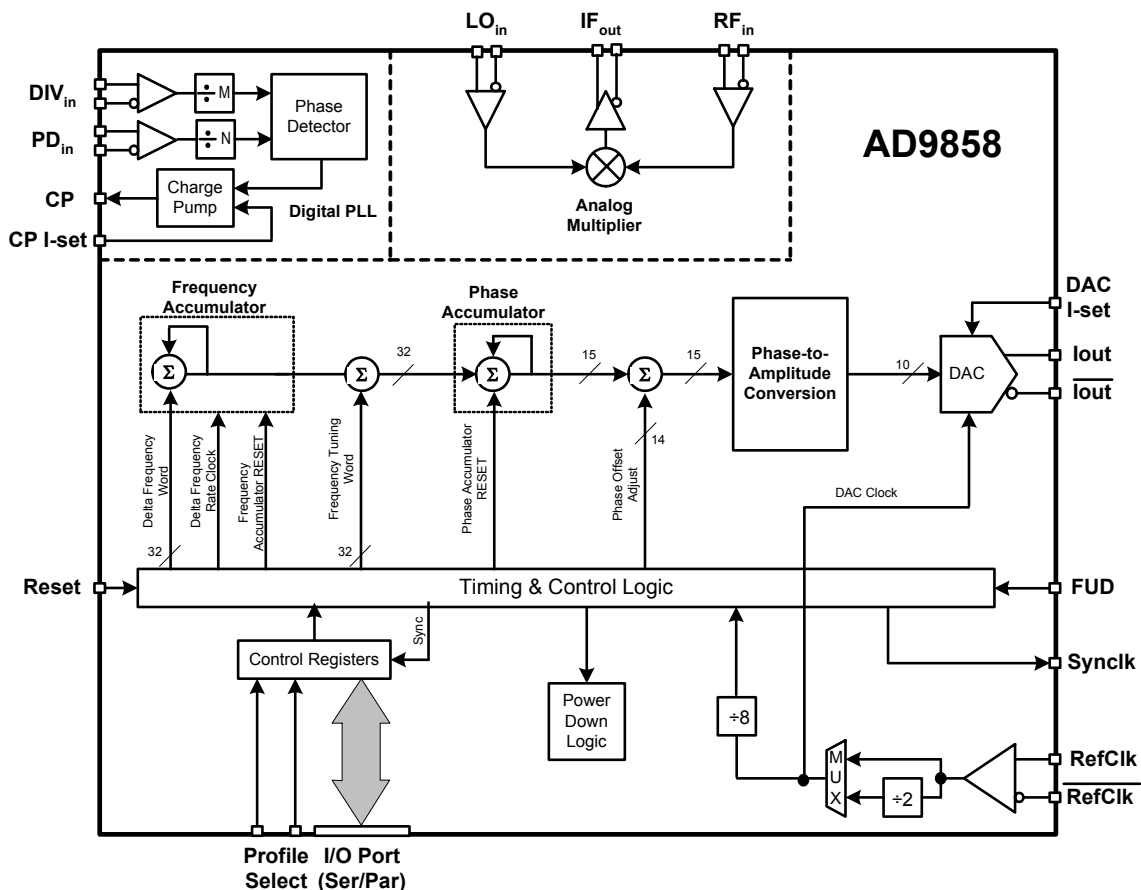 LOin IFout RFin
DIVin
÷ M
Phase
Detector
PDin
÷ N
AD9858
CP
Charge
Pump
Digital PLL
Analog
Multiplier
CP I-set
Frequency
Accumulator
Phase
Accumulator
DAC
I-set
Σ
Σ
32
Σ
15
Σ
15
Phase-to-
Amplitude
Conversion
10
DAC
Iout
Iout
Delta Frequency
Word
32
Delta Frequency
Rate Clock
Frequency
Accumulator RESET
Frequency Tuning
Word
32
Phase Accumulator
RESET
Phase Offset
Adjust
14
DAC Clock
Reset
Timing & Control Logic
FUD
Sync
Control Registers
Synclk
Power
Down
Logic
÷8
MUX
÷2
RefClk
RefClk
Profile
Select
I/O Port
(Ser/Par)